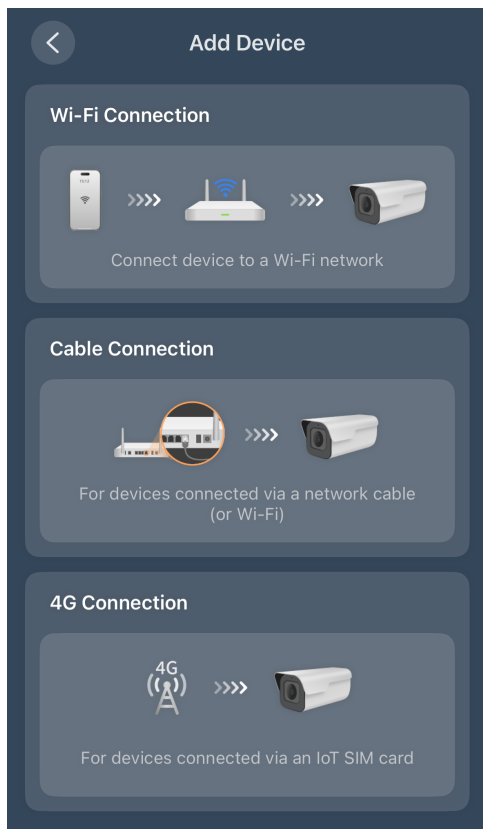 Add Device
Wi-Fi Connection
Connect device to a Wi-Fi network
Cable Connection
For devices connected via a network cable
(or Wi-Fi)
4G Connection
4G
For devices connected via an IoT SIM card